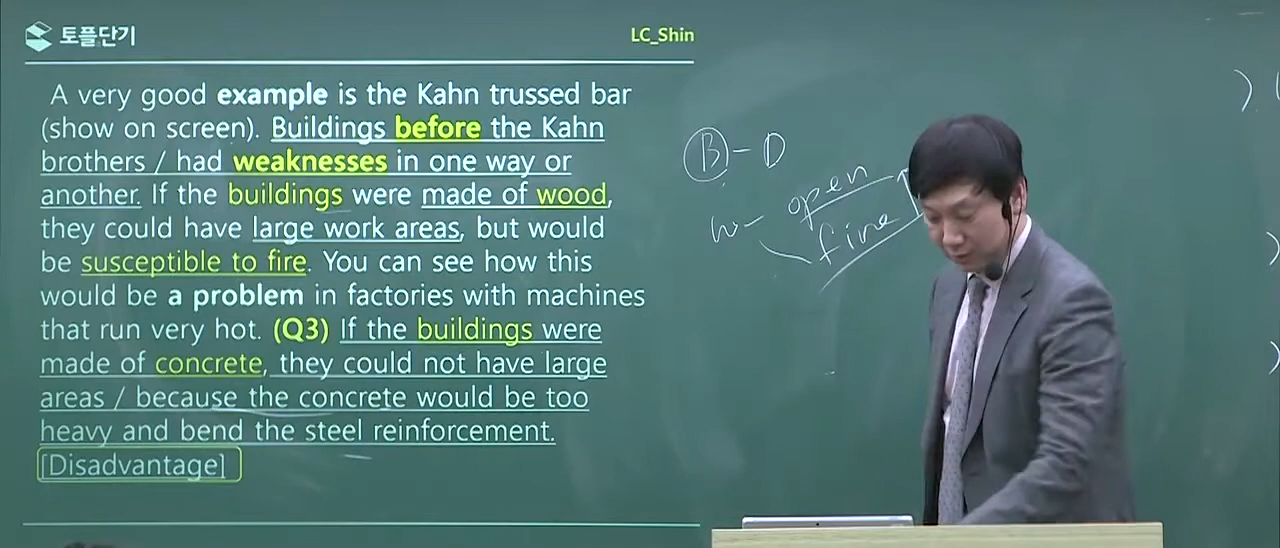 토플단기
LC_Shin
A very good example is the Kahn trussed bar
(show on screen). Buildings before the Kahn
brothers / had weaknesses in one way or
another. If the buildings were made of wood,
they could have large work areas, but would
be susceptible to fire. You can see how this
would be a problem in factories with machines
that run very hot. (Q3) If the buildings were
made of concrete, they could not have large
areas / because the concrete would be too
heavy and bend the steel reinforcement.
[Disadvantage]
B - D
w - open
fire
) (
)
)